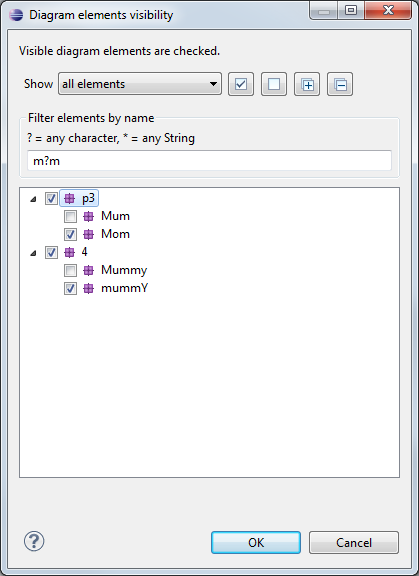 Diagram elements visibility
Visible diagram elements are checked.
Show all elements
Filter elements by name
? = any character, * = any String
m?m
p3
Mum
Mom
4
Mummy
mummY
?
OK Cancel